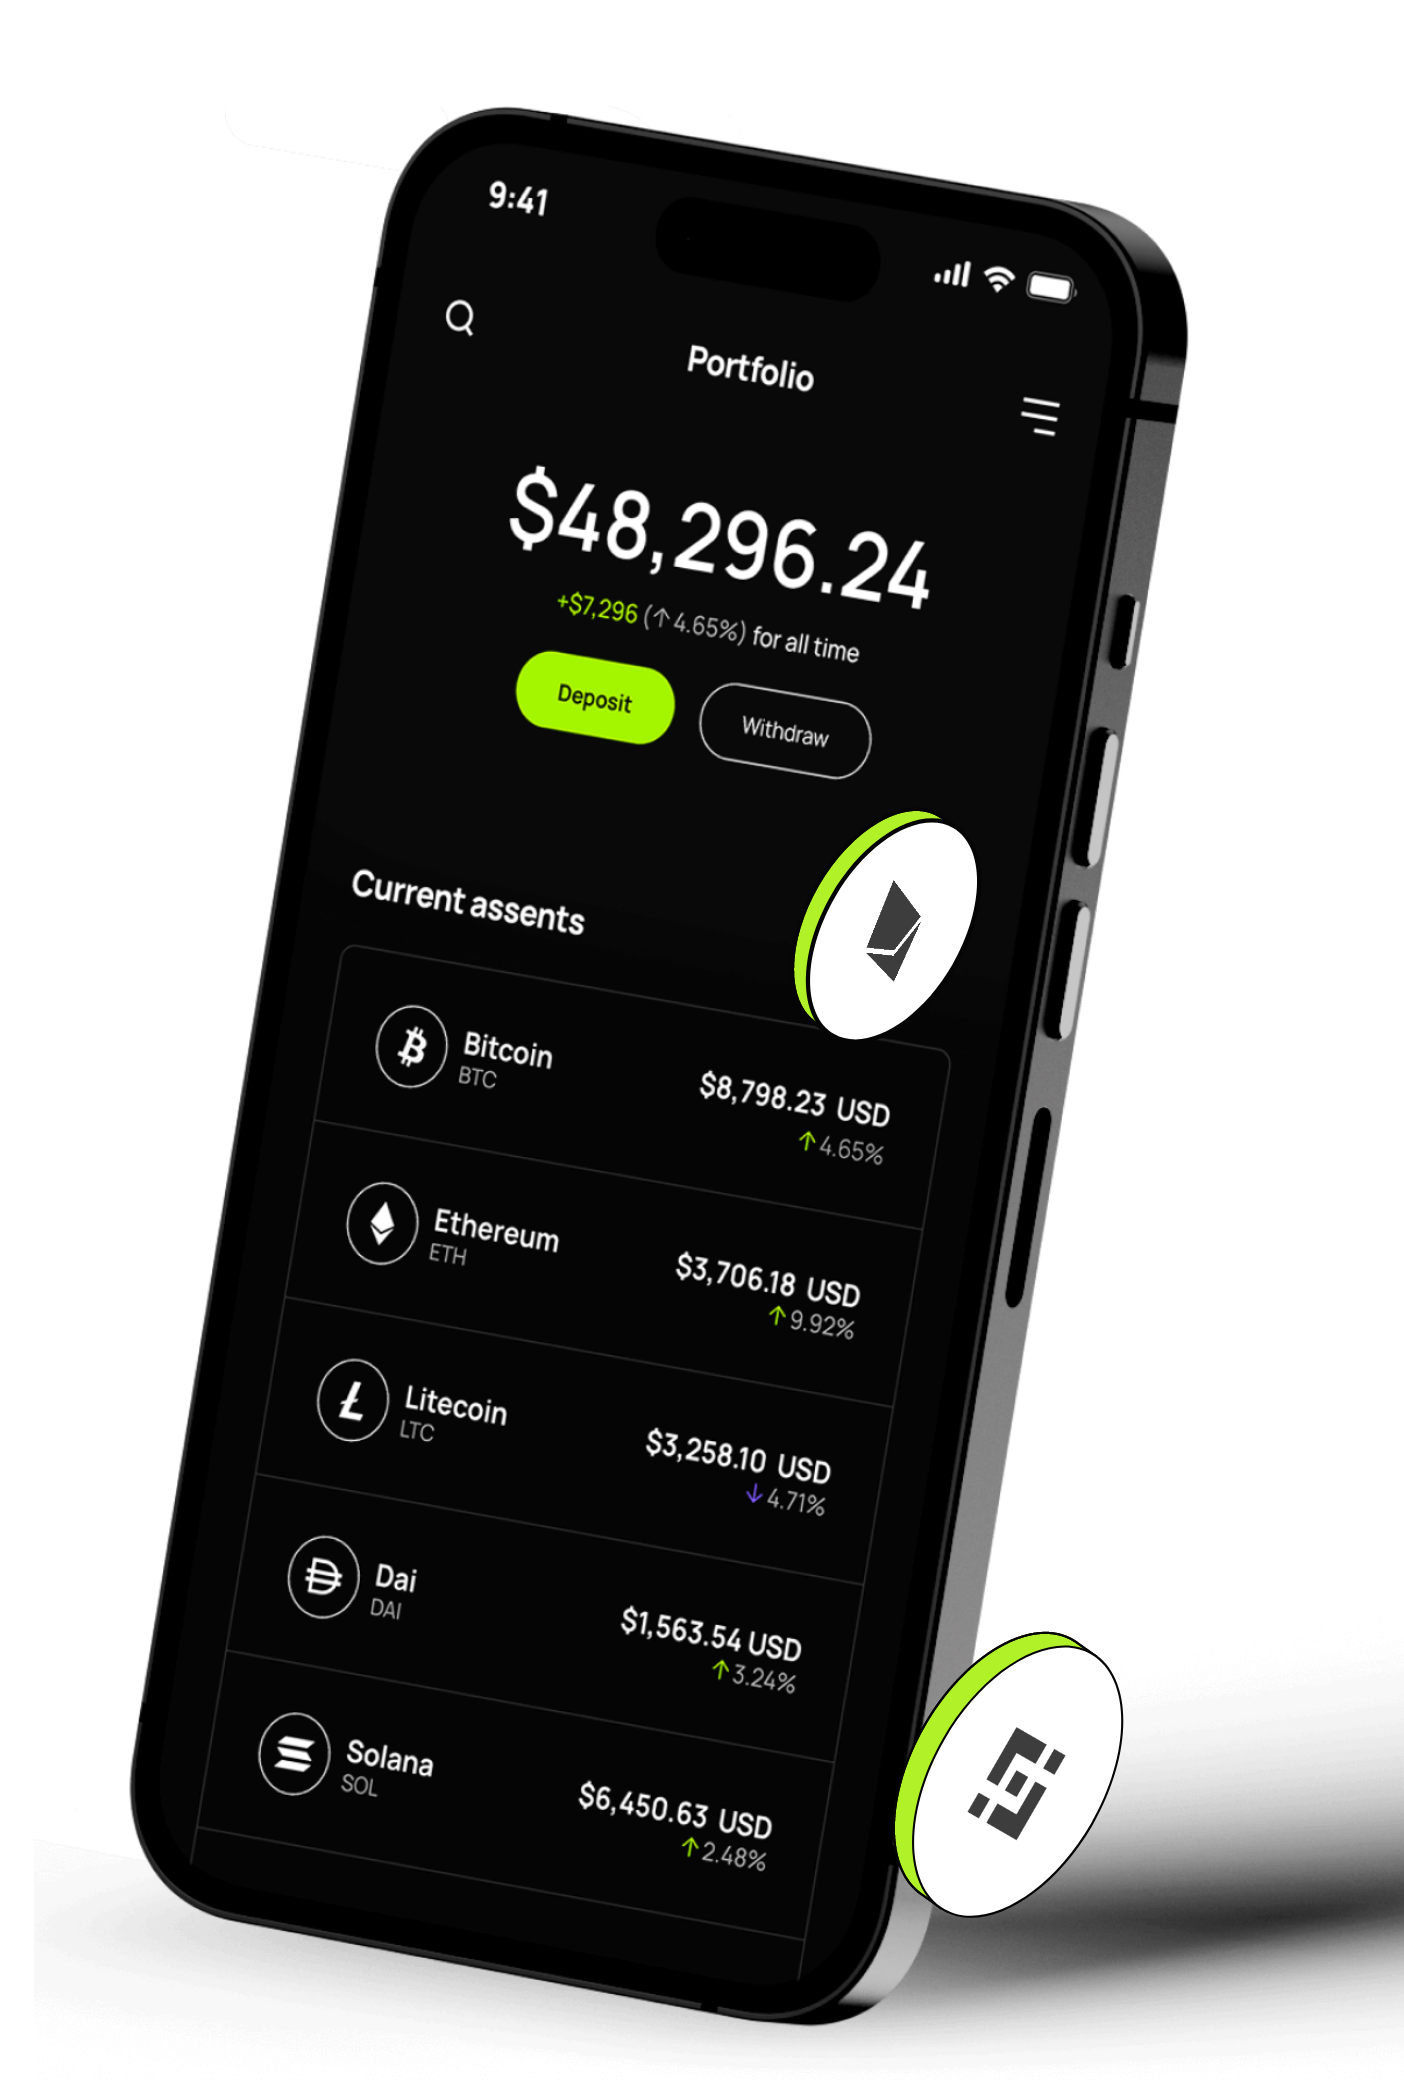 9:41
Portfolio
$48,296.24
+$7,296 (↑4.65%) for all time
Deposit
Withdraw
Current assents
Bitcoin
BTC
$8,798.23 USD
↑4.65%
Ethereum
ETH
$3,706.18 USD
↑9.92%
Litecoin
LTC
$3,258.10 USD
↓4.71%
Dai
DAI
$1,563.54 USD
↑3.24%
Solana
SOL
$6,450.63 USD
↑2.48%